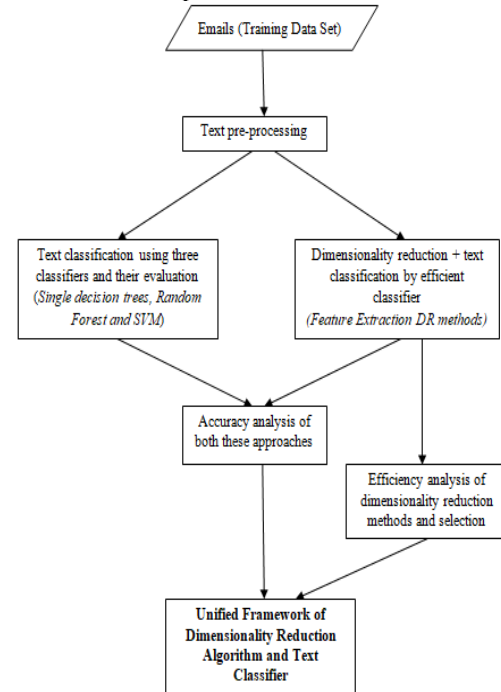 Emails (Training Data Set)
Text pre-processing
Text classification using three
classifiers and their evaluation
(Single decision trees, Random
Forest and SVM)
Dimensionality reduction + text
classification by efficient
classifier
(Feature Extraction DR methods)
Accuracy analysis of
both these approaches
Efficiency analysis of
dimensionality reduction
methods and selection
Unified Framework of
Dimensionality Reduction
Algorithm and Text
Classifier